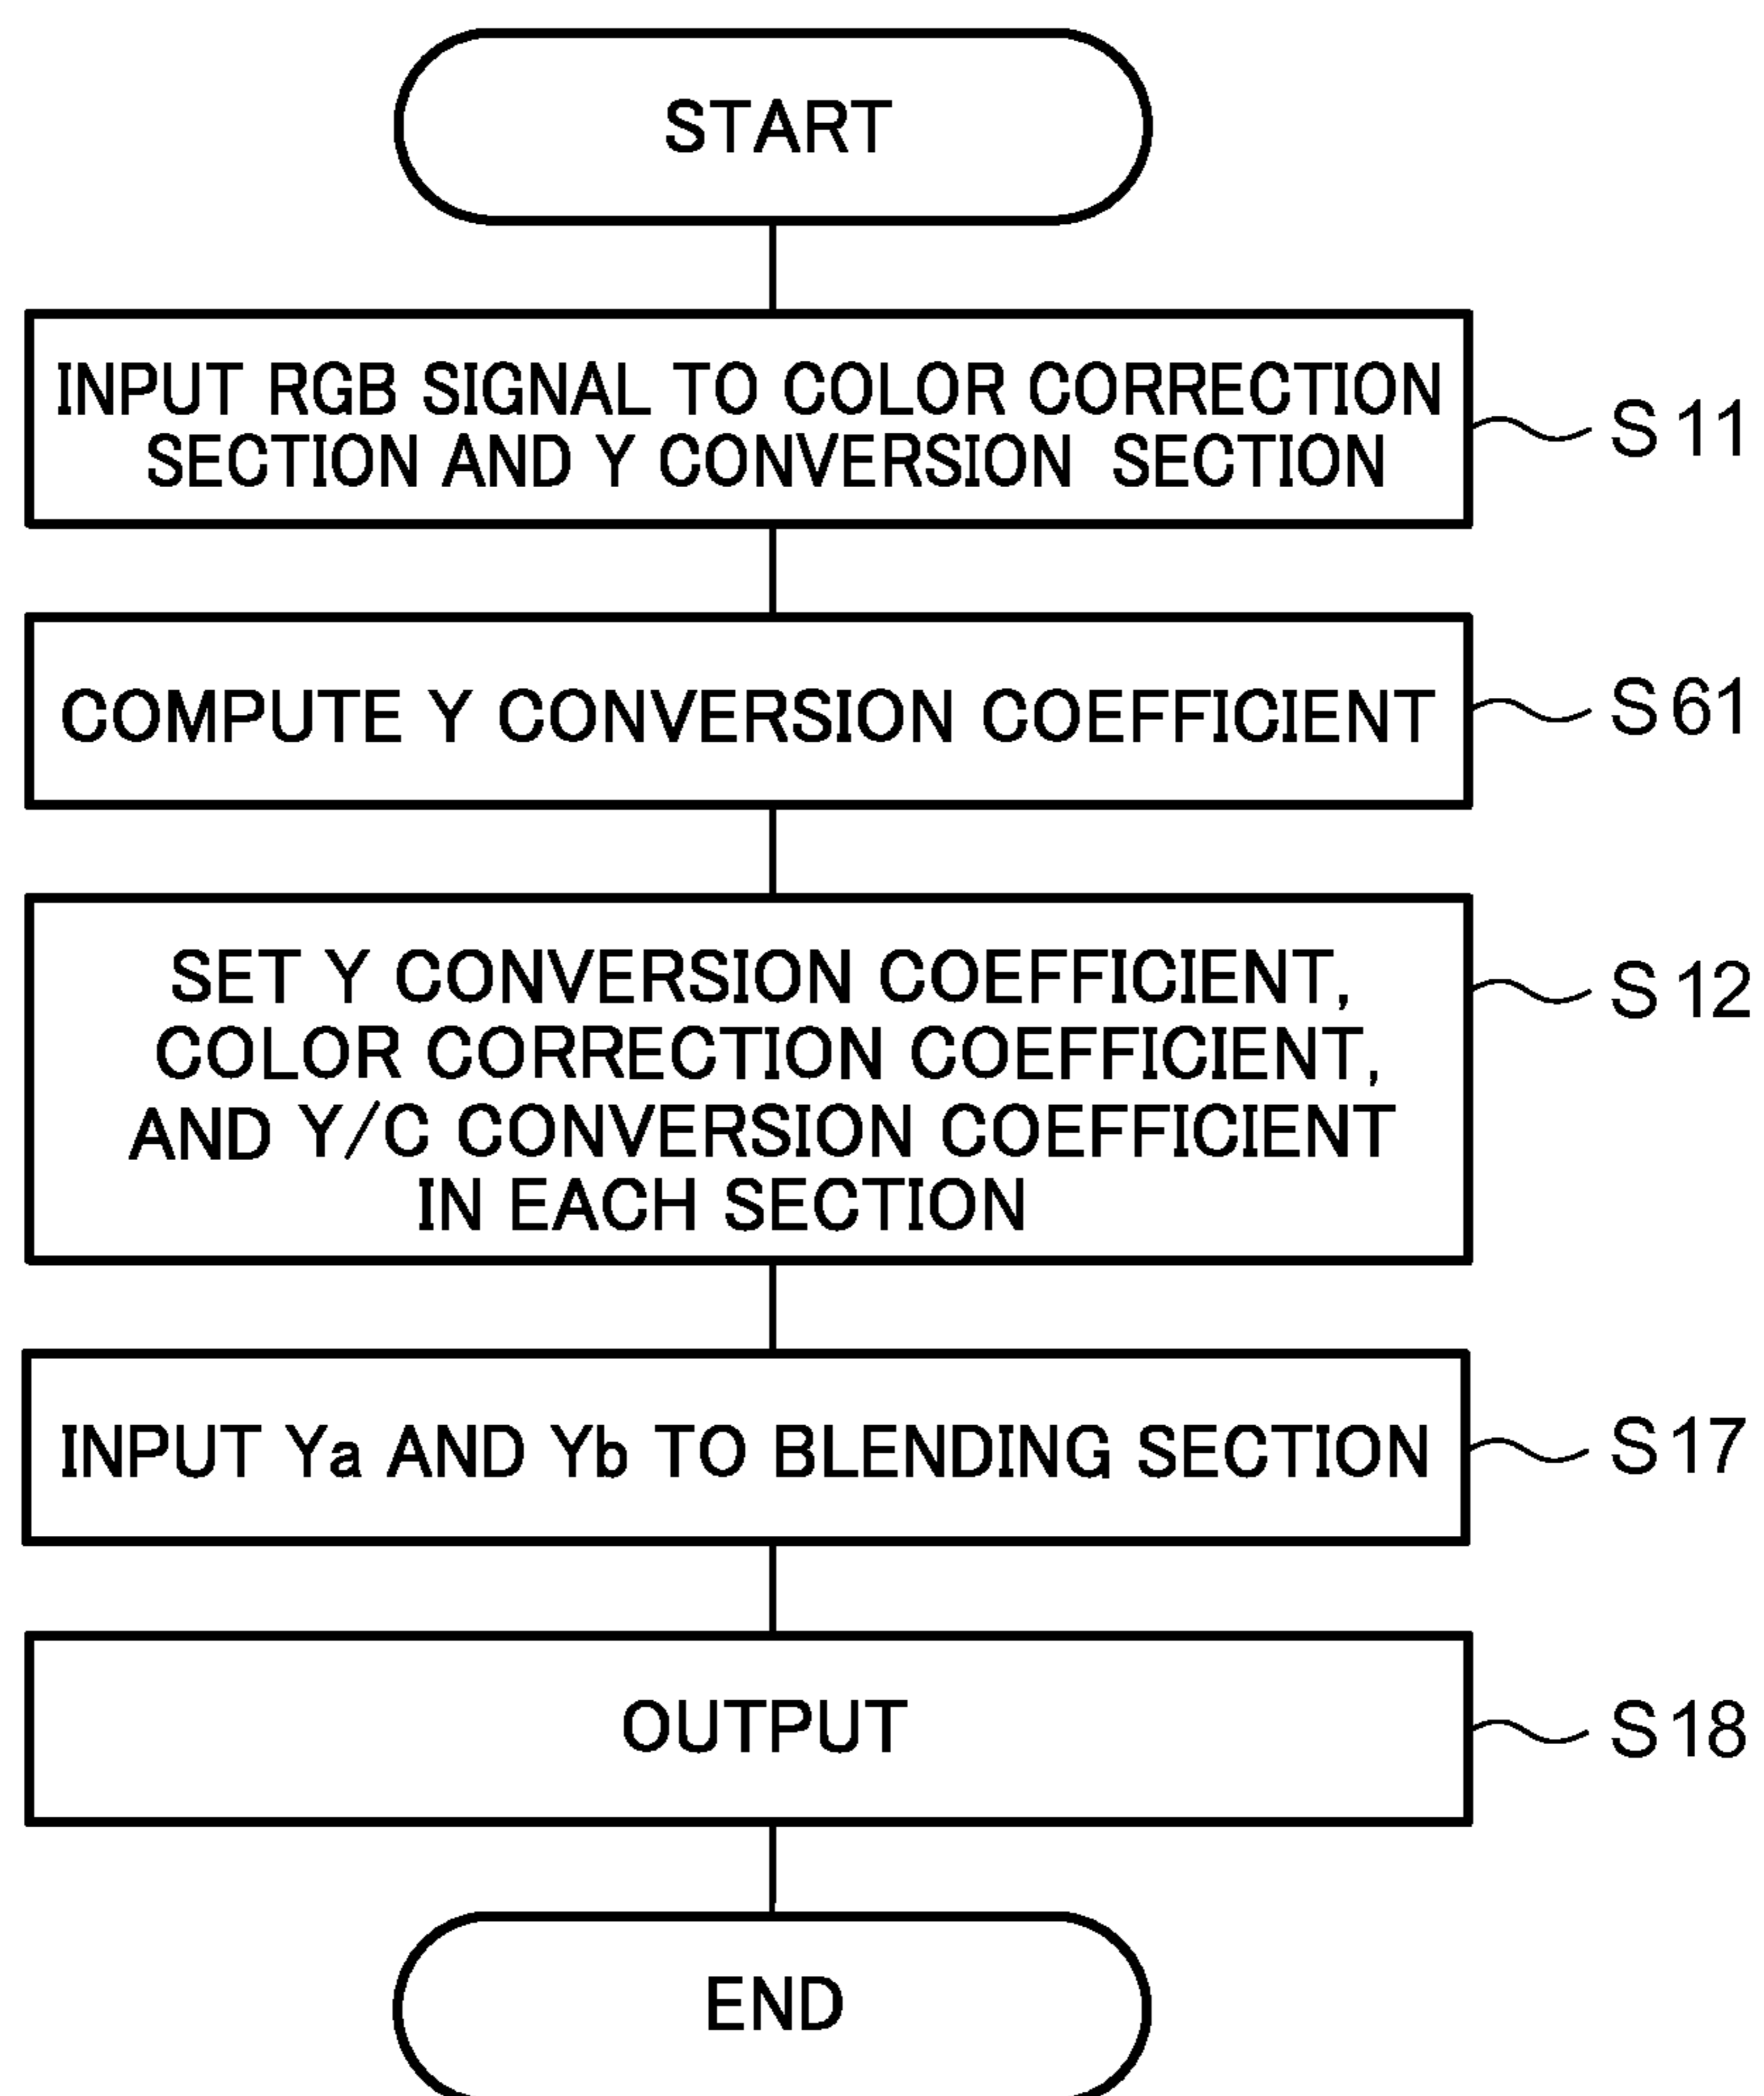 START
INPUT RGB SIGNAL TO COLOR CORRECTION
SECTION AND Y CONVERSION SECTION
S11
COMPUTE Y CONVERSION COEFFICIENT
S61
SET Y CONVERSION COEFFICIENT,
COLOR CORRECTION COEFFICIENT,
AND Y/C CONVERSION COEFFICIENT
IN EACH SECTION
S12
INPUT Ya AND Yb TO BLENDING SECTION
S17
OUTPUT
S18
END